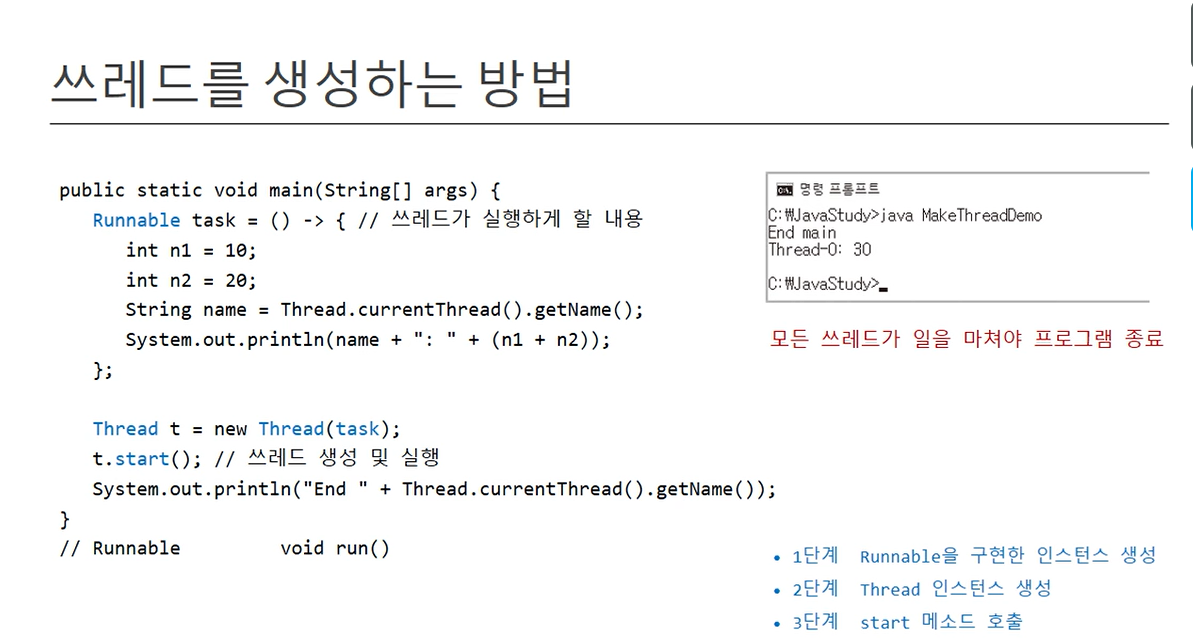 쓰레드를 생성하는 방법
public static void main(String[] args) {
Runnable task = () -> { // 쓰레드가 실행하게 할 내용
int n1 = 10;
int n2 = 20;
String name = Thread.currentThread().getName();
System.out.println(name + ": " + (n1 + n2));
};
Thread t = new Thread(task);
t.start(); // 쓰레드 생성 및 실행
System.out.println("End " + Thread.currentThread().getName());
}
// Runnable void run()
명령 프롬프트
C:₩JavaStudy>java MakeThreadDemo
End main
Thread-0: 30
C:₩JavaStudy>
모든 쓰레드가 일을 마쳐야 프로그램 종료
• 1단계 Runnable을 구현한 인스턴스 생성
• 2단계 Thread 인스턴스 생성
• 3단계 start 메소드 호출